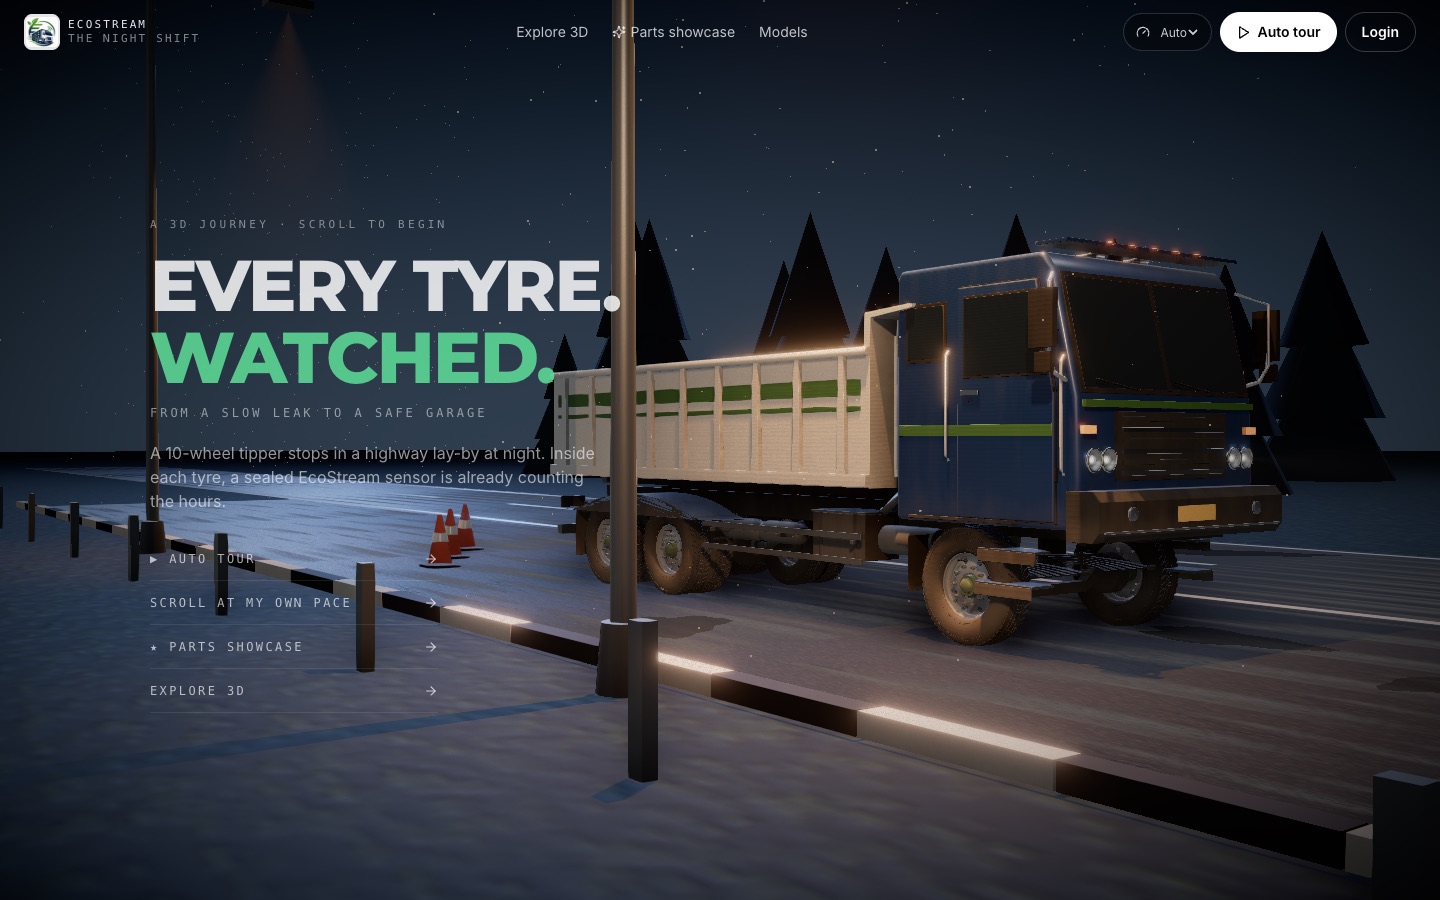 ECOSTREAM
THE NIGHT SHIFT
Explore 3D
Parts showcase
Models
Auto
Auto tour
Login
A 3D JOURNEY · SCROLL TO BEGIN
EVERY TYRE.
WATCHED.
FROM A SLOW LEAK TO A SAFE GARAGE
A 10-wheel tipper stops in a highway lay-by at night. Inside
each tyre, a sealed EcoStream sensor is already counting
the hours.
▶ AUTO TOUR →
SCROLL AT MY OWN PACE →
★ PARTS SHOWCASE →
EXPLORE 3D →